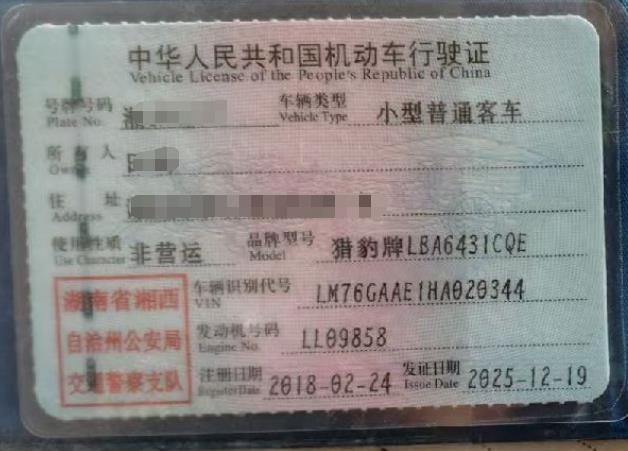 中华人民共和国机动车行驶证
Vehicle License of the People's Republic of China
号牌号码 Plate No. 湘 车辆类型 Vehicle Type 小型普通客车
所有人 Owner
住址 Address
使用性质 Use Character 非营运 品牌型号 Model 猎豹牌LBA6431CQE
车辆识别代号 VIN LM76GAAE1HA020344
发动机号码 Engine No. LL09858
注册日期 Register Date 2018-02-24 发证日期 Issue Date 2025-12-19
湖南省湘西
自治州公安局
交通警察支队